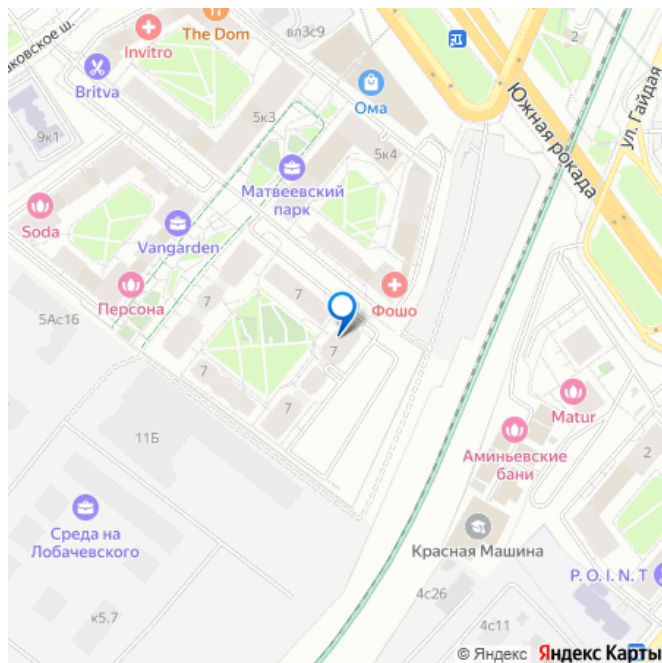 аковское ш.
Invitro
The Dom
вл3с9
2
Britva
Ома
Южная рокада
ул. Гайдая
9к1
5к3
5к4
Матвеевский
парк
Soda
Vangarden
Персона
7
7
Фошо
5Ас16
7
7
7
11Б
Matur
Аминьевские
бани
2
Среда на
Лобачевского
Красная Машина
P. O. I. N. T
4с26
к5.7
4с11
© Яндекс Яндекс Карты